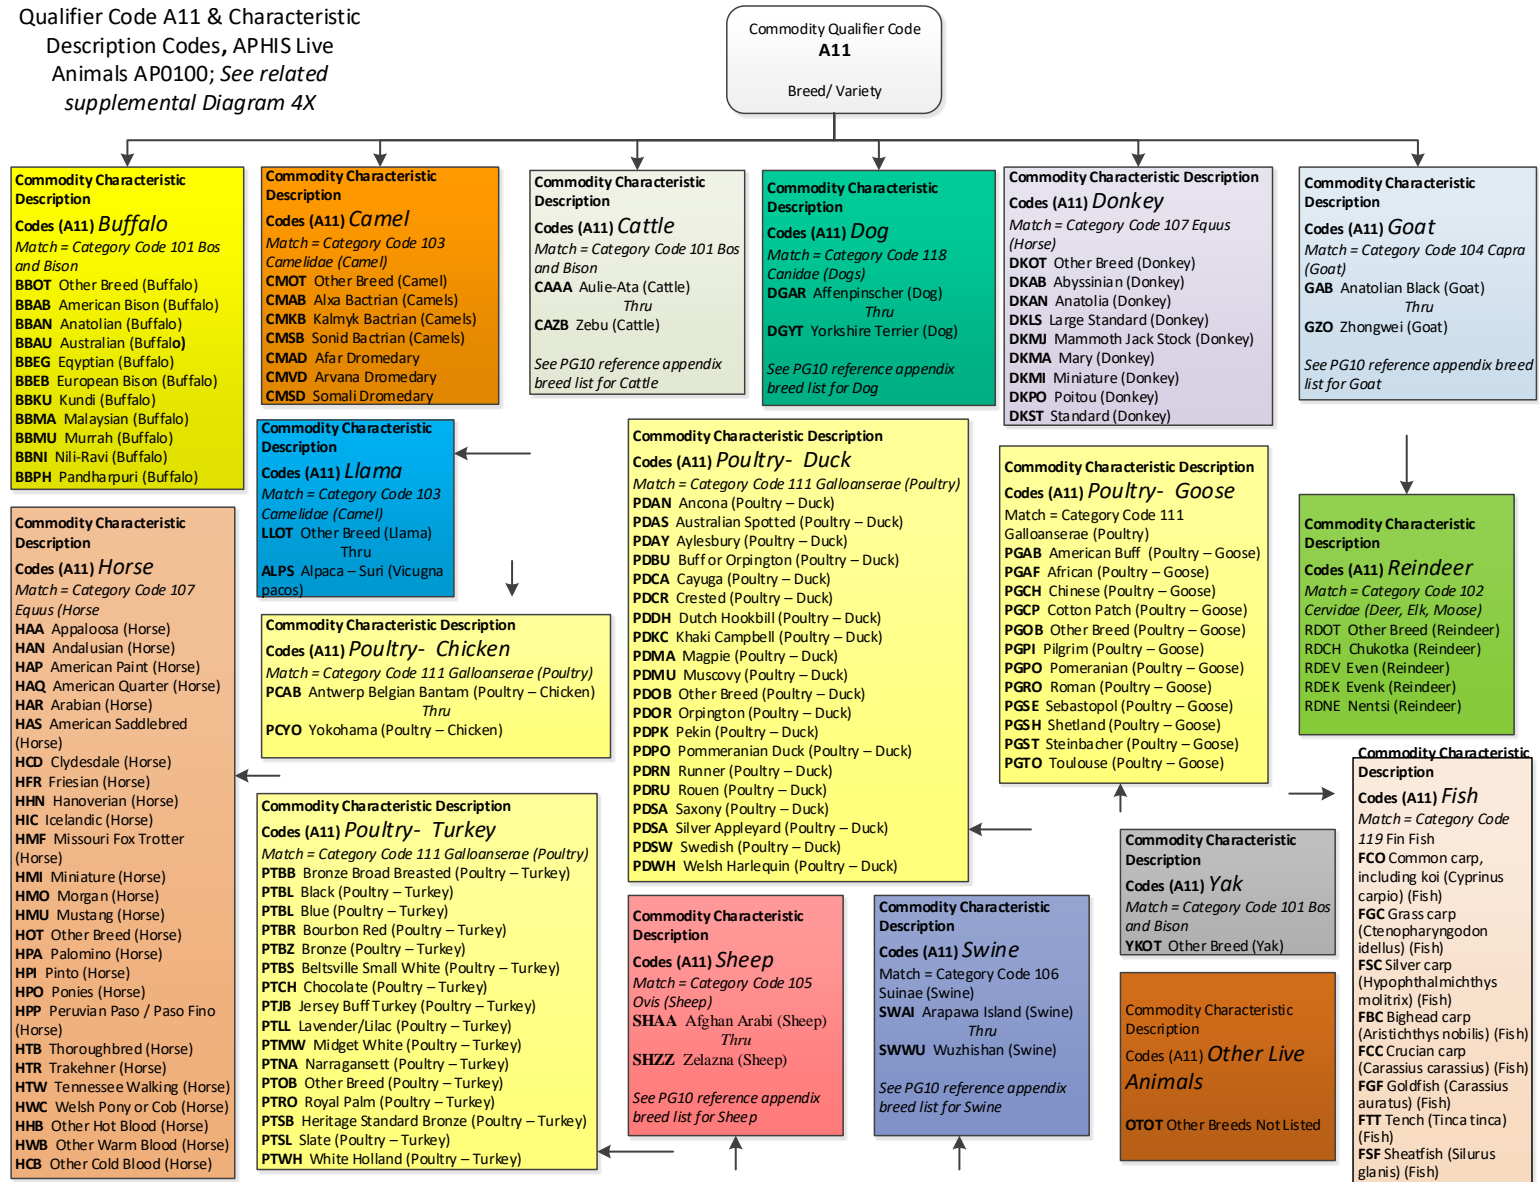 Qualifier Code A11 & Characteristic
Description Codes, APHIS Live
Animals AP0100; See related
supplemental Diagram 4X
Commodity Qualifier Code
A11
Breed/ Variety
Commodity Characteristic
Description
Codes (A11) Buffalo
Match = Category Code 101 Bos
and Bison
BBOT Other Breed (Buffalo)
BBAB American Bison (Buffalo)
BBAN Anatolian (Buffalo)
BBAU Australian (Buffalo)
BBEG Egyptian (Buffalo)
BBEB European Bison (Buffalo)
BBKU Kundi (Buffalo)
BBMA Malaysian (Buffalo)
BBMU Murrah (Buffalo)
BBNI Nili-Ravi (Buffalo)
BBPH Pandharpuri (Buffalo)
Commodity Characteristic
Description
Codes (A11) Camel
Match = Category Code 103
Camelidae (Camel)
CMOT Other Breed (Camel)
CMAB Alxa Bactrian (Camels)
CMKB Kalmyk Bactrian (Camels)
CMSB Sonid Bactrian (Camels)
CMAD Afar Dromedary
CMVD Arvana Dromedary
CMSD Somali Dromedary
Commodity Characteristic
Description
Codes (A11) Cattle
Match = Category Code 101 Bos
and Bison
CAAA Aulie-Ata (Cattle)
Thru
CAZB Zebu (Cattle)
See PG10 reference appendix
breed list for Cattle
Commodity Characteristic
Description
Codes (A11) Dog
Match = Category Code 118
Canidae (Dogs)
DGAR Affenpinscher (Dog)
Thru
DGYT Yorkshire Terrier (Dog)
See PG10 reference appendix
breed list for Dog
Commodity Characteristic Description
Codes (A11) Donkey
Match = Category Code 107 Equus
(Horse)
DKOT Other Breed (Donkey)
DKAB Abyssinian (Donkey)
DKAN Anatolia (Donkey)
DKLS Large Standard (Donkey)
DKMJ Mammoth Jack Stock (Donkey)
DKMA Mary (Donkey)
DKMI Miniature (Donkey)
DKPO Poitou (Donkey)
DKST Standard (Donkey)
Commodity Characteristic
Description
Codes (A11) Goat
Match = Category Code 104 Capra
(Goat)
GAB Anatolian Black (Goat)
Thru
GZO Zhongwei (Goat)
See PG10 reference appendix breed
list for Goat
Commodity Characteristic
Description
Codes (A11) Horse
Match = Category Code 107
Equus (Horse
HAA Appaloosa (Horse)
HAN Andalusian (Horse)
HAP American Paint (Horse)
HAQ American Quarter (Horse)
HAR Arabian (Horse)
HAS American Saddlebred
(Horse)
HCD Clydesdale (Horse)
HFR Friesian (Horse)
HHN Hanoverian (Horse)
HIC Icelandic (Horse)
HMF Missouri Fox Trotter
(Horse)
HMI Miniature (Horse)
HMO Morgan (Horse)
HMU Mustang (Horse)
HOT Other Breed (Horse)
HPA Palomino (Horse)
HPI Pinto (Horse)
HPO Ponies (Horse)
HPP Peruvian Paso / Paso Fino
(Horse)
HTB Thoroughbred (Horse)
HTR Trakehner (Horse)
HTW Tennessee Walking (Horse)
HWC Welsh Pony or Cob (Horse)
HHB Other Hot Blood (Horse)
HWB Other Warm Blood (Horse)
HCB Other Cold Blood (Horse)
Commodity Characteristic
Description
Codes (A11) Llama
Match = Category Code 103
Camelidae (Camel)
LLOT Other Breed (Llama)
Thru
ALPS Alpaca – Suri (Vicugna
pacos)
Commodity Characteristic Description
Codes (A11) Poultry- Chicken
Match = Category Code 111 Galloanserae (Poultry)
PCAB Antwerp Belgian Bantam (Poultry – Chicken)
Thru
PCYO Yokohama (Poultry – Chicken)
Commodity Characteristic Description
Codes (A11) Poultry- Turkey
Match = Category Code 111 Galloanserae (Poultry)
PTBB Bronze Broad Breasted (Poultry – Turkey)
PTBL Black (Poultry – Turkey)
PTBL Blue (Poultry – Turkey)
PTBR Bourbon Red (Poultry – Turkey)
PTBZ Bronze (Poultry – Turkey)
PTBS Beltsville Small White (Poultry – Turkey)
PTCH Chocolate (Poultry – Turkey)
PTJB Jersey Buff Turkey (Poultry – Turkey)
PTLL Lavender/Lilac (Poultry – Turkey)
PTMW Midget White (Poultry – Turkey)
PTNA Narragansett (Poultry – Turkey)
PTOB Other Breed (Poultry – Turkey)
PTRO Royal Palm (Poultry – Turkey)
PTSB Heritage Standard Bronze (Poultry – Turkey)
PTSL Slate (Poultry – Turkey)
PTWH White Holland (Poultry – Turkey)
Commodity Characteristic Description
Codes (A11) Poultry- Duck
Match = Category Code 111 Galloanserae (Poultry)
PDAN Ancona (Poultry – Duck)
PDAS Australian Spotted (Poultry – Duck)
PDAY Aylesbury (Poultry – Duck)
PDBU Buff or Orpington (Poultry – Duck)
PDCA Cayuga (Poultry – Duck)
PDCR Crested (Poultry – Duck)
PDDH Dutch Hookbill (Poultry – Duck)
PDKC Khaki Campbell (Poultry – Duck)
PDMA Magpie (Poultry – Duck)
PDMU Muscovy (Poultry – Duck)
PDOB Other Breed (Poultry – Duck)
PDOR Orpington (Poultry – Duck)
PDPK Pekin (Poultry – Duck)
PDPO Pommeranian Duck (Poultry – Duck)
PDRN Runner (Poultry – Duck)
PDRU Rouen (Poultry – Duck)
PDSA Saxony (Poultry – Duck)
PDSA Silver Appleyard (Poultry – Duck)
PDSW Swedish (Poultry – Duck)
PDWH Welsh Harlequin (Poultry – Duck)
Commodity Characteristic Description
Codes (A11) Poultry- Goose
Match = Category Code 111
Galloanserae (Poultry)
PGAB American Buff (Poultry – Goose)
PGAF African (Poultry – Goose)
PGCH Chinese (Poultry – Goose)
PGCP Cotton Patch (Poultry – Goose)
PGOB Other Breed (Poultry – Goose)
PGPI Pilgrim (Poultry – Goose)
PGPO Pomeranian (Poultry – Goose)
PGRO Roman (Poultry – Goose)
PGSE Sebastopol (Poultry – Goose)
PGSH Shetland (Poultry – Goose)
PGST Steinbacher (Poultry – Goose)
PGTO Toulouse (Poultry – Goose)
Commodity Characteristic
Description
Codes (A11) Reindeer
Match = Category Code 102
Cervidae (Deer, Elk, Moose)
RDOT Other Breed (Reindeer)
RDCH Chukotka (Reindeer)
RDEV Even (Reindeer)
RDEK Evenk (Reindeer)
RDNE Nentsi (Reindeer)
Commodity Characteristic
Description
Codes (A11) Sheep
Match = Category Code 105
Ovis (Sheep)
SHAA Afghan Arabi (Sheep)
Thru
SHZZ Zelazna (Sheep)
See PG10 reference appendix
breed list for Sheep
Commodity Characteristic
Description
Codes (A11) Swine
Match = Category Code 106
Suinae (Swine)
SWAI Arapawa Island (Swine)
Thru
SWWU Wuzhishan (Swine)
See PG10 reference appendix
breed list for Swine
Commodity Characteristic
Description
Codes (A11) Yak
Match = Category Code 101 Bos
and Bison
YKOT Other Breed (Yak)
Commodity Characteristic
Description
Codes (A11) Other Live
Animals
OTOT Other Breeds Not Listed
Commodity Characteristic
Description
Codes (A11) Fish
Match = Category Code
119 Fin Fish
FCO Common carp,
including koi (Cyprinus
carpio) (Fish)
FGC Grass carp
(Ctenopharyngodon
idellus) (Fish)
FSC Silver carp
(Hypophthalmichthys
molitrix) (Fish)
FBC Bighead carp
(Aristichthys nobilis) (Fish)
FCC Crucian carp
(Carassius carassius) (Fish)
FGF Goldfish (Carassius
auratus) (Fish)
FTT Tench (Tinca tinca)
(Fish)
FSF Sheatfish (Silurus
glanis) (Fish)